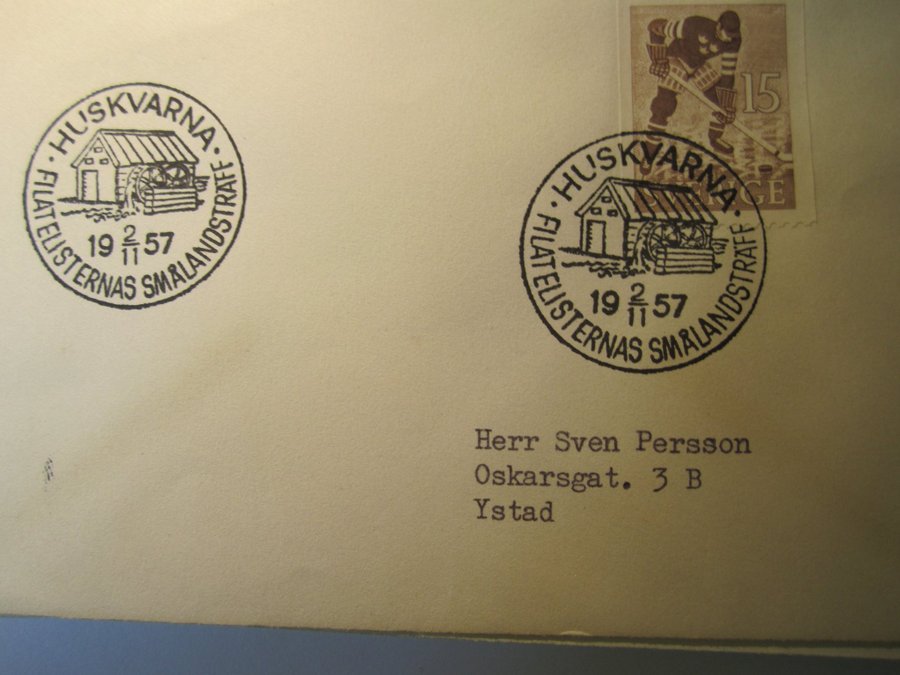 HUSKVARNA
19 2/11 57
FILATELISTERNAS SMÅLANDSTRÄFF
15
SVERIGE
HUSKVARNA
19 2/11 57
FILATELISTERNAS SMÅLANDSTRÄFF
Herr Sven Persson
Oskarsgat. 3 B
Ystad